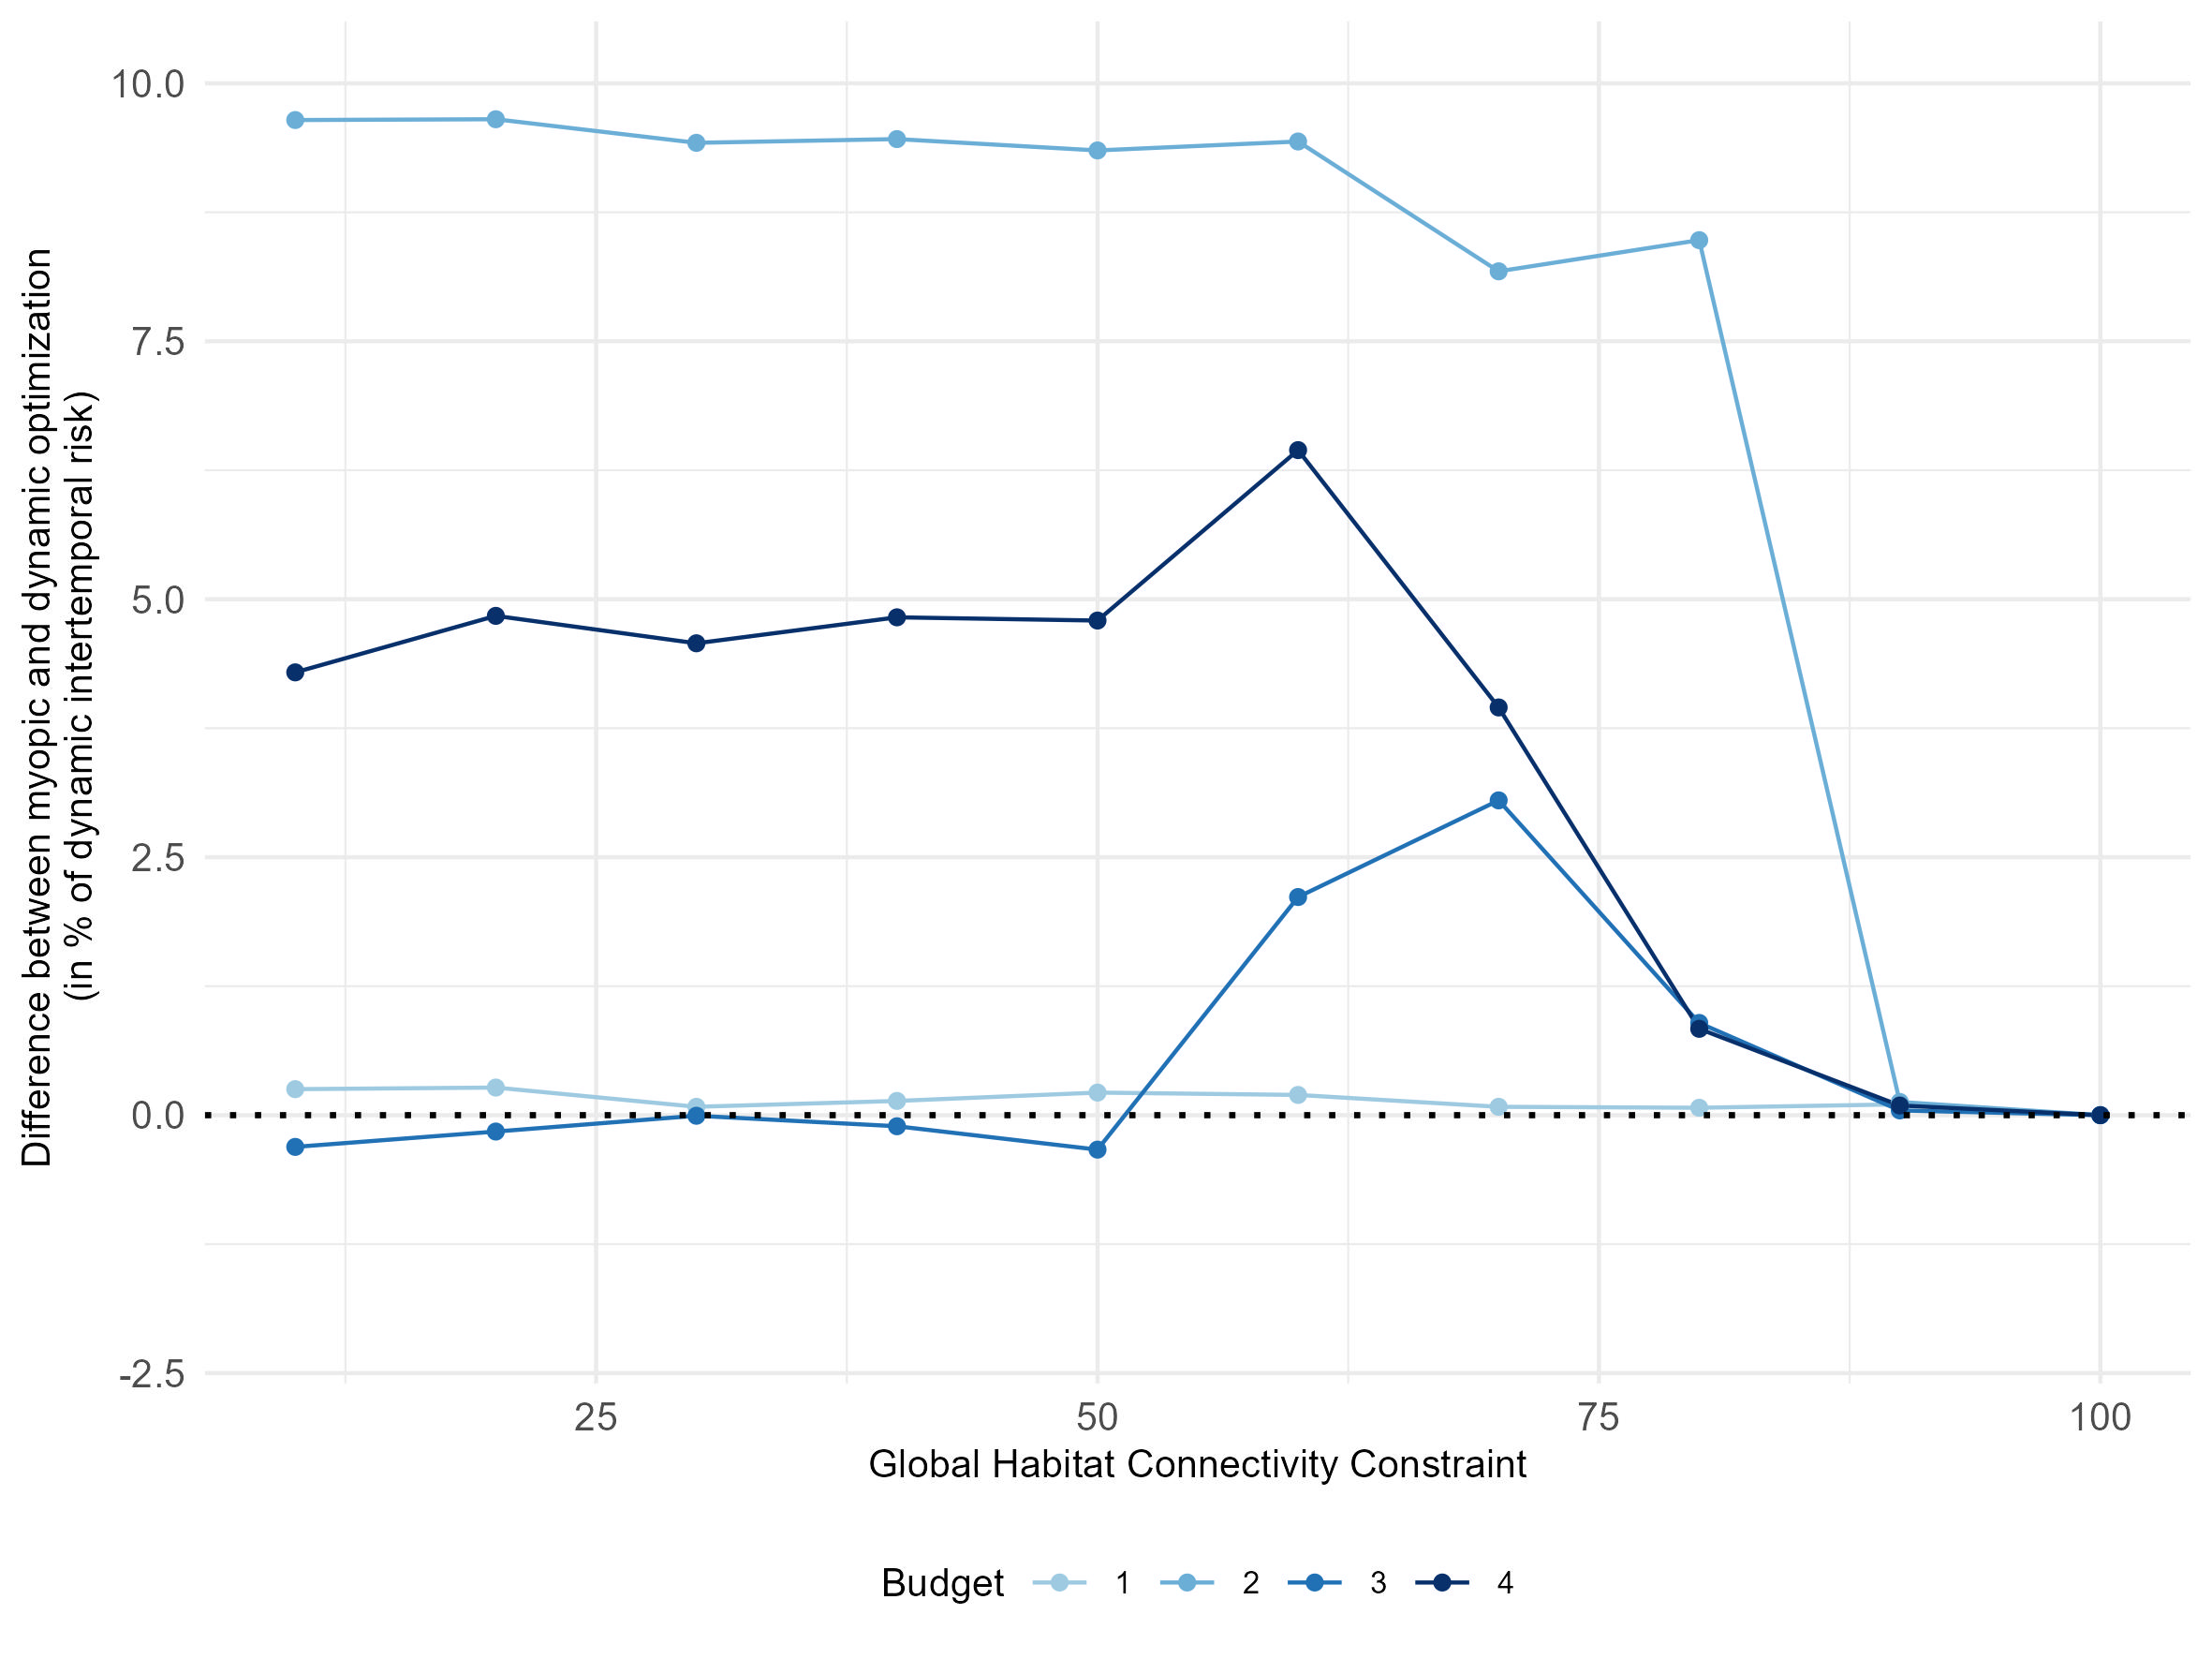 Difference between myopic and dynamic optimization
(in % of dynamic intertemporal risk)
10.0
7.5
5.0
2.5
0.0
-2.5
25 50 75 100
Global Habitat Connectivity Constraint
Budget 1 2 3 4